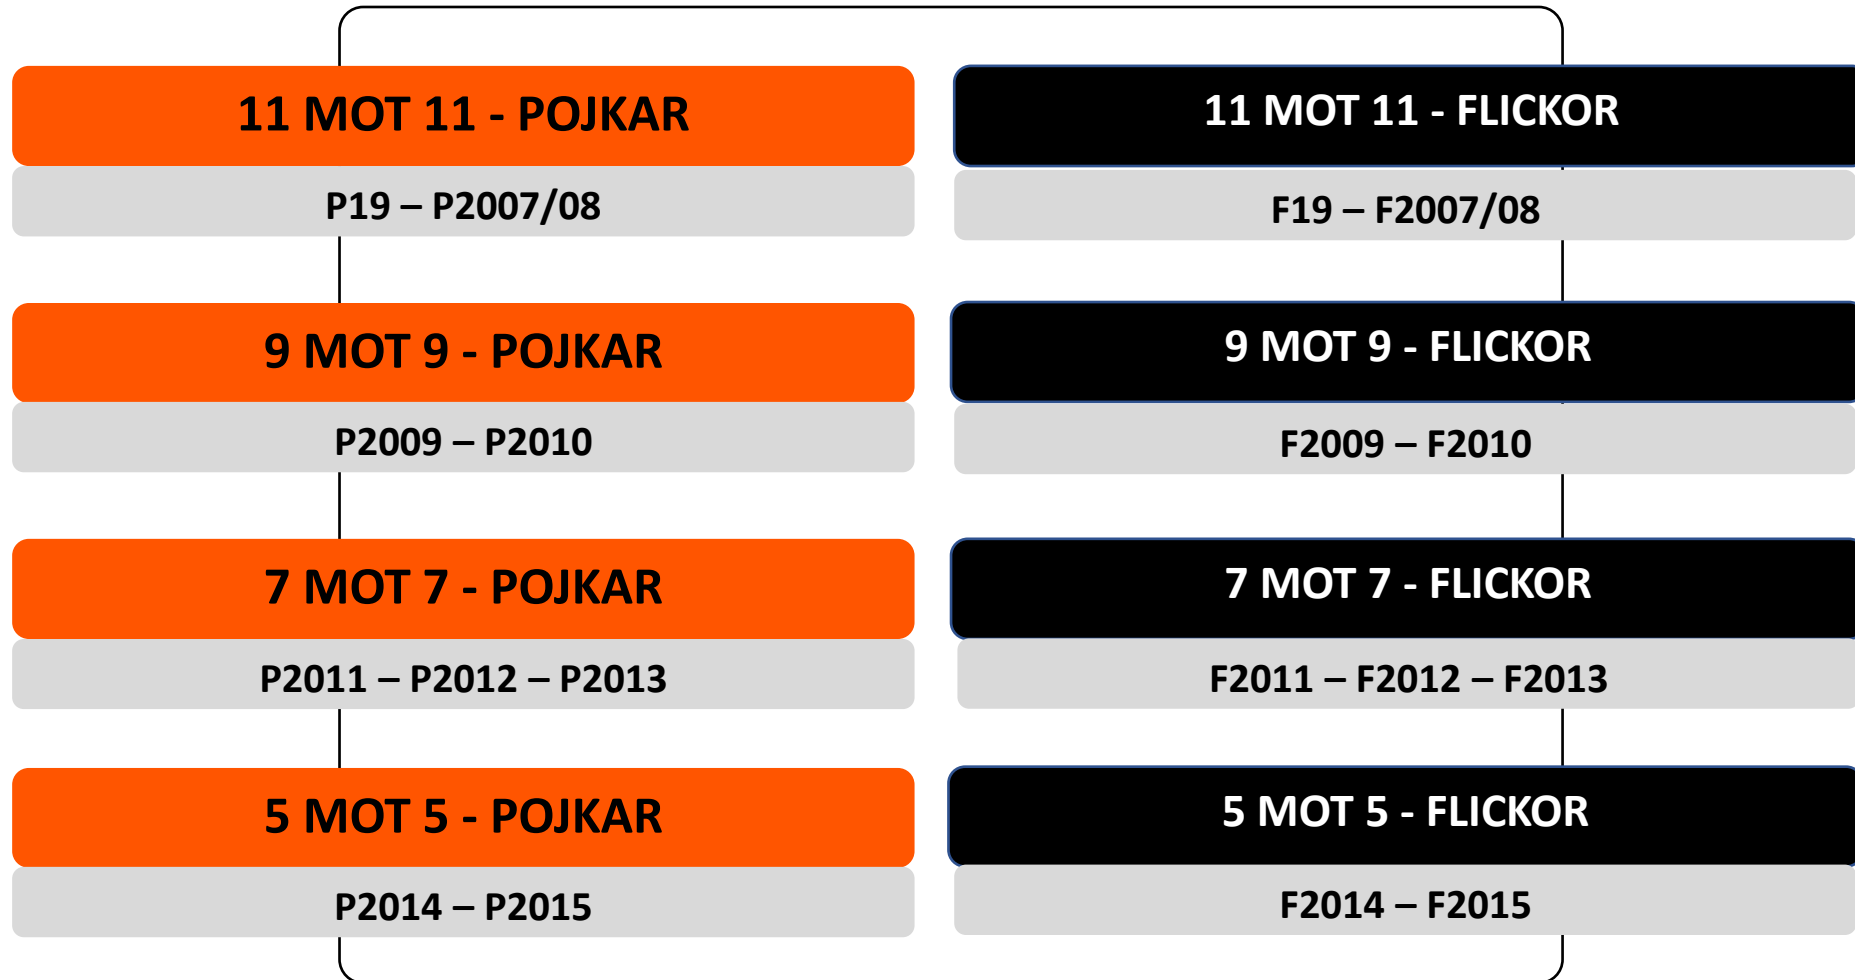 11 MOT 11 - POJKAR
P19 – P2007/08
11 MOT 11 - FLICKOR
F19 – F2007/08
9 MOT 9 - POJKAR
P2009 – P2010
9 MOT 9 - FLICKOR
F2009 – F2010
7 MOT 7 - POJKAR
P2011 – P2012 – P2013
7 MOT 7 - FLICKOR
F2011 – F2012 – F2013
5 MOT 5 - POJKAR
P2014 – P2015
5 MOT 5 - FLICKOR
F2014 – F2015